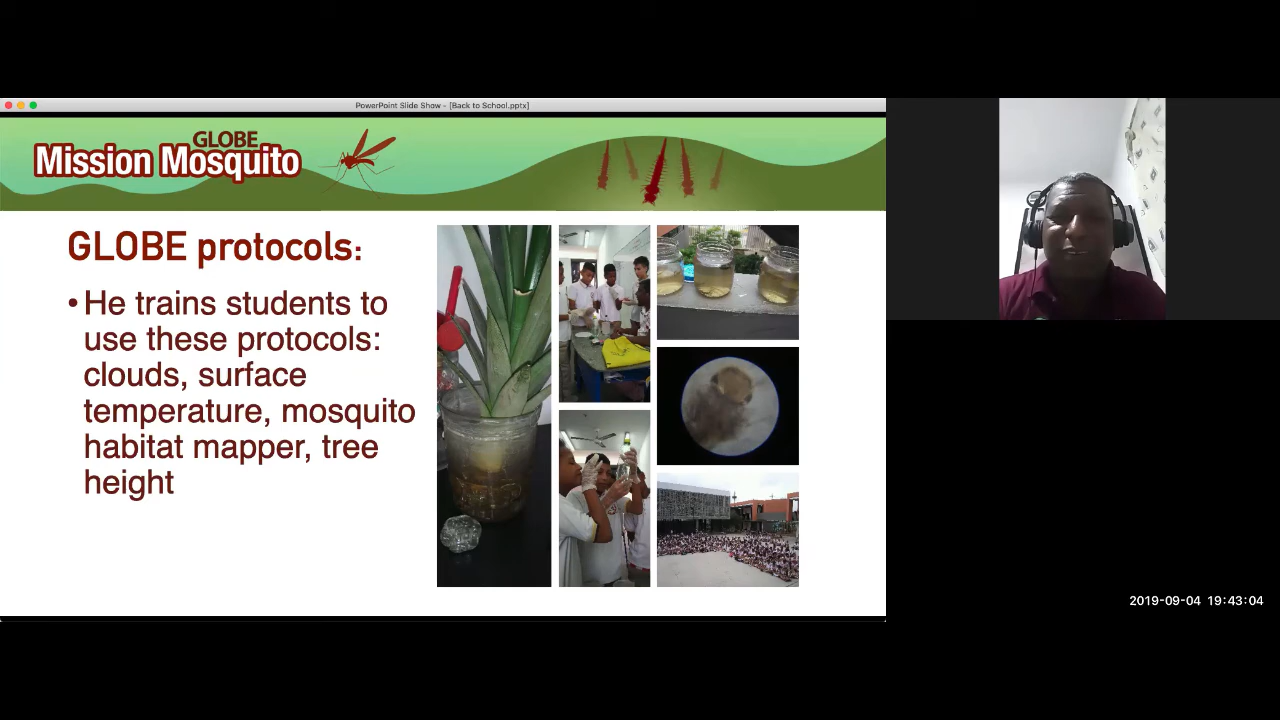 PowerPoint Slide Show - [Back to School.pptx]
GLOBE
Mission Mosquito
GLOBE protocols:
• He trains students to
use these protocols:
clouds, surface
temperature, mosquito
habitat mapper, tree
height
2019-09-04 19:43:04